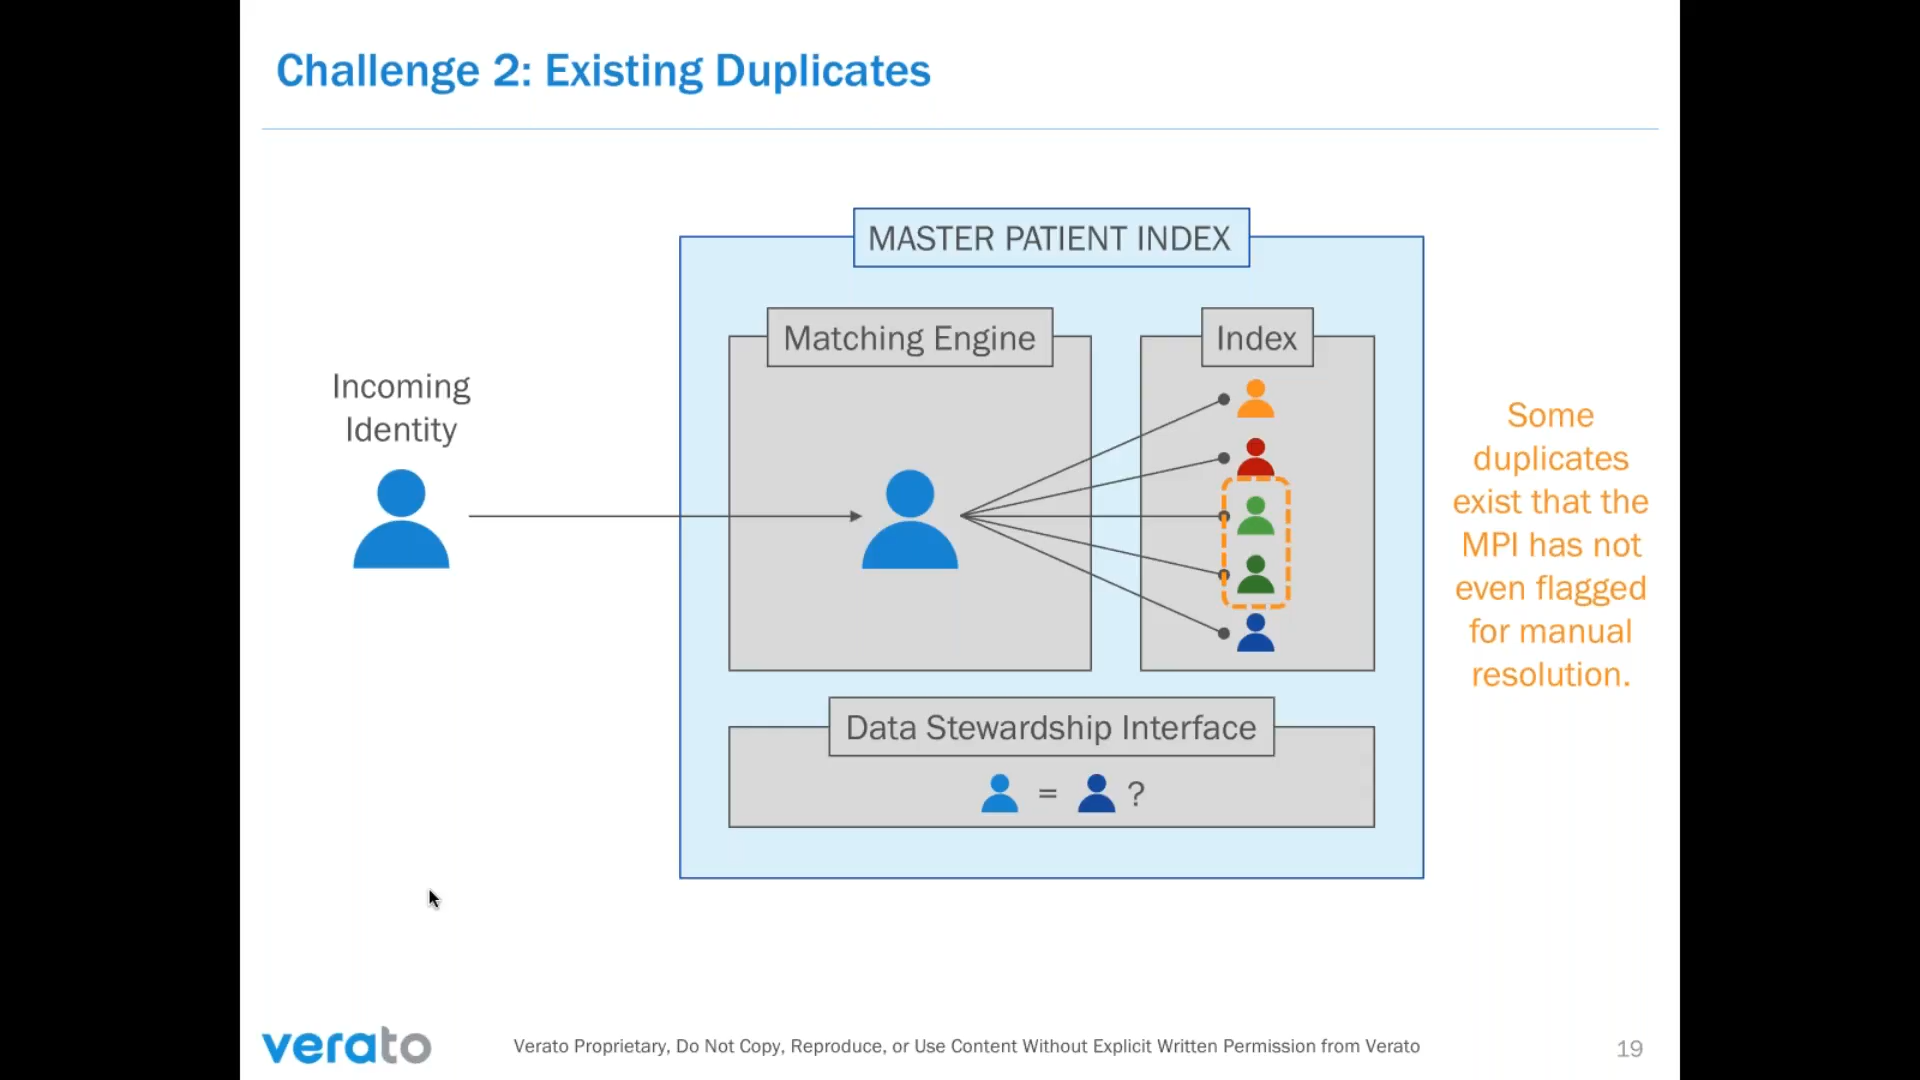 Challenge 2: Existing Duplicates
MASTER PATIENT INDEX
Matching Engine
Index
Incoming
Identity
Some
duplicates
exist that the
MPI has not
even flagged
for manual
resolution.
Data Stewardship Interface
= ?
verato
Verato Proprietary, Do Not Copy, Reproduce, or Use Content Without Explicit Written Permission from Verato
19